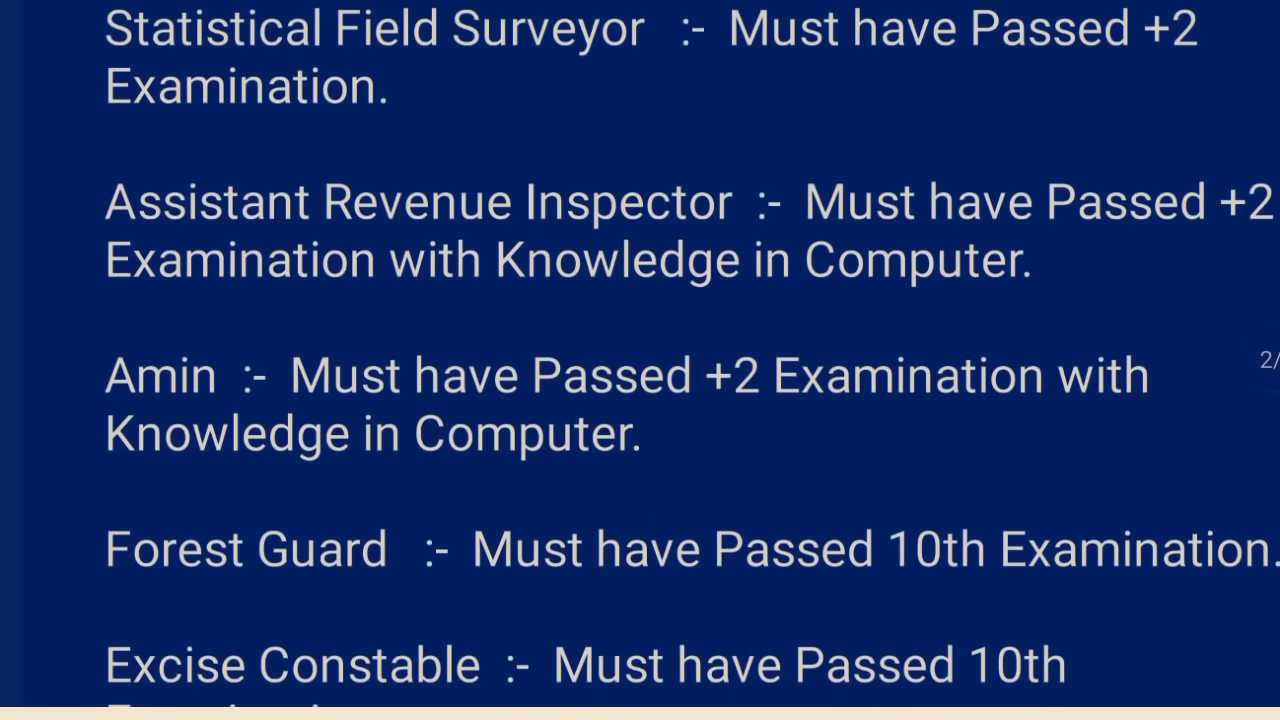 Statistical Field Surveyor :- Must have Passed +2
Examination.
Assistant Revenue Inspector :- Must have Passed +2
Examination with Knowledge in Computer.
Amin :- Must have Passed +2 Examination with
Knowledge in Computer.
2/
Forest Guard :- Must have Passed 10th Examination.
Excise Constable :- Must have Passed 10th